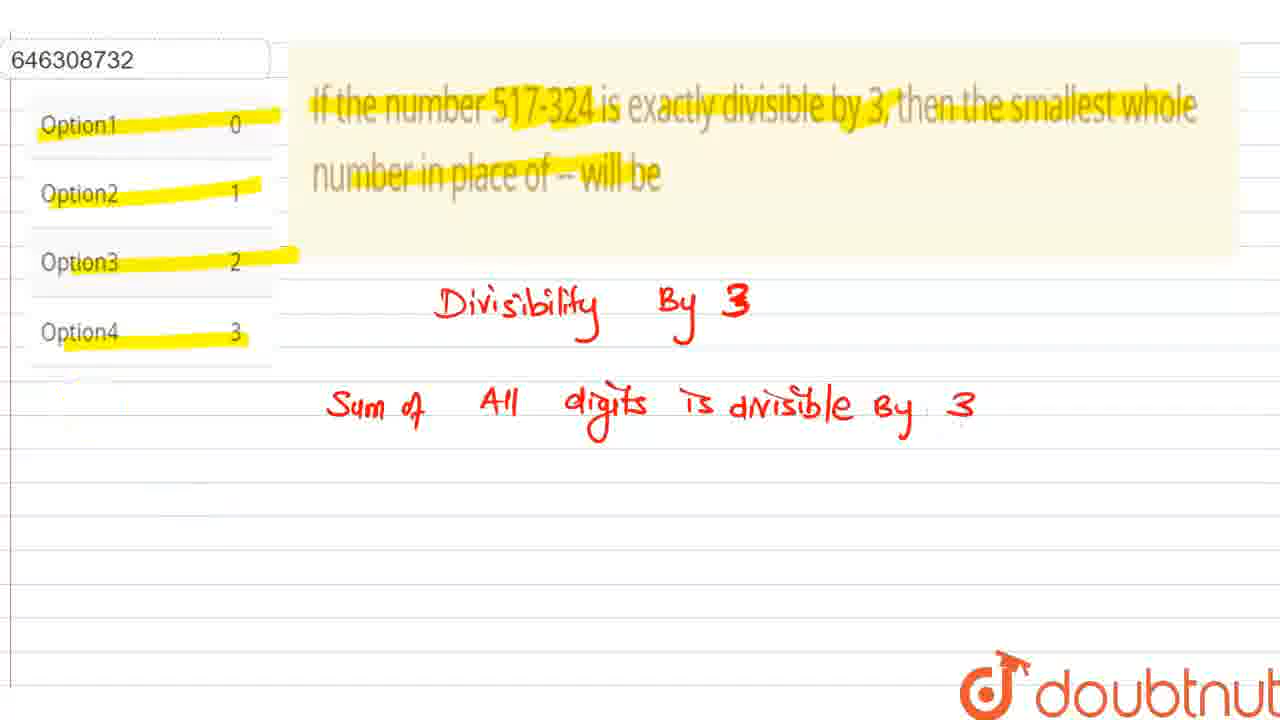 646308732
Option1 0
Option2 1
Option3 2
Option4 3
If the number 517-324 is exactly divisible by 3, then the smallest whole
number in place of -- will be
Divisibility By 3
Sum of All digits is divisible By 3
doubtnut